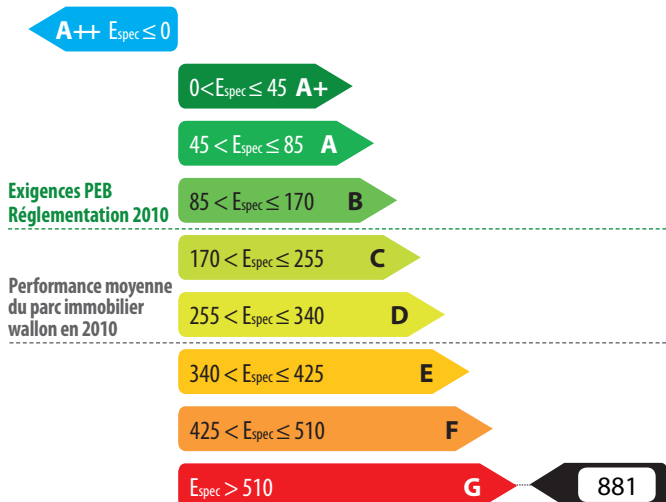 A++ Espec ≤ 0
0<Espec ≤ 45 A+
45 < Espec ≤ 85 A
Exigences PEB
Réglementation 2010
85 < Espec ≤ 170 B
170 < Espec ≤ 255 C
Performance moyenne
du parc immobilier
wallon en 2010
255 < Espec ≤ 340 D
340 < Espec ≤ 425 E
425 < Espec ≤ 510 F
Espec > 510 G
881